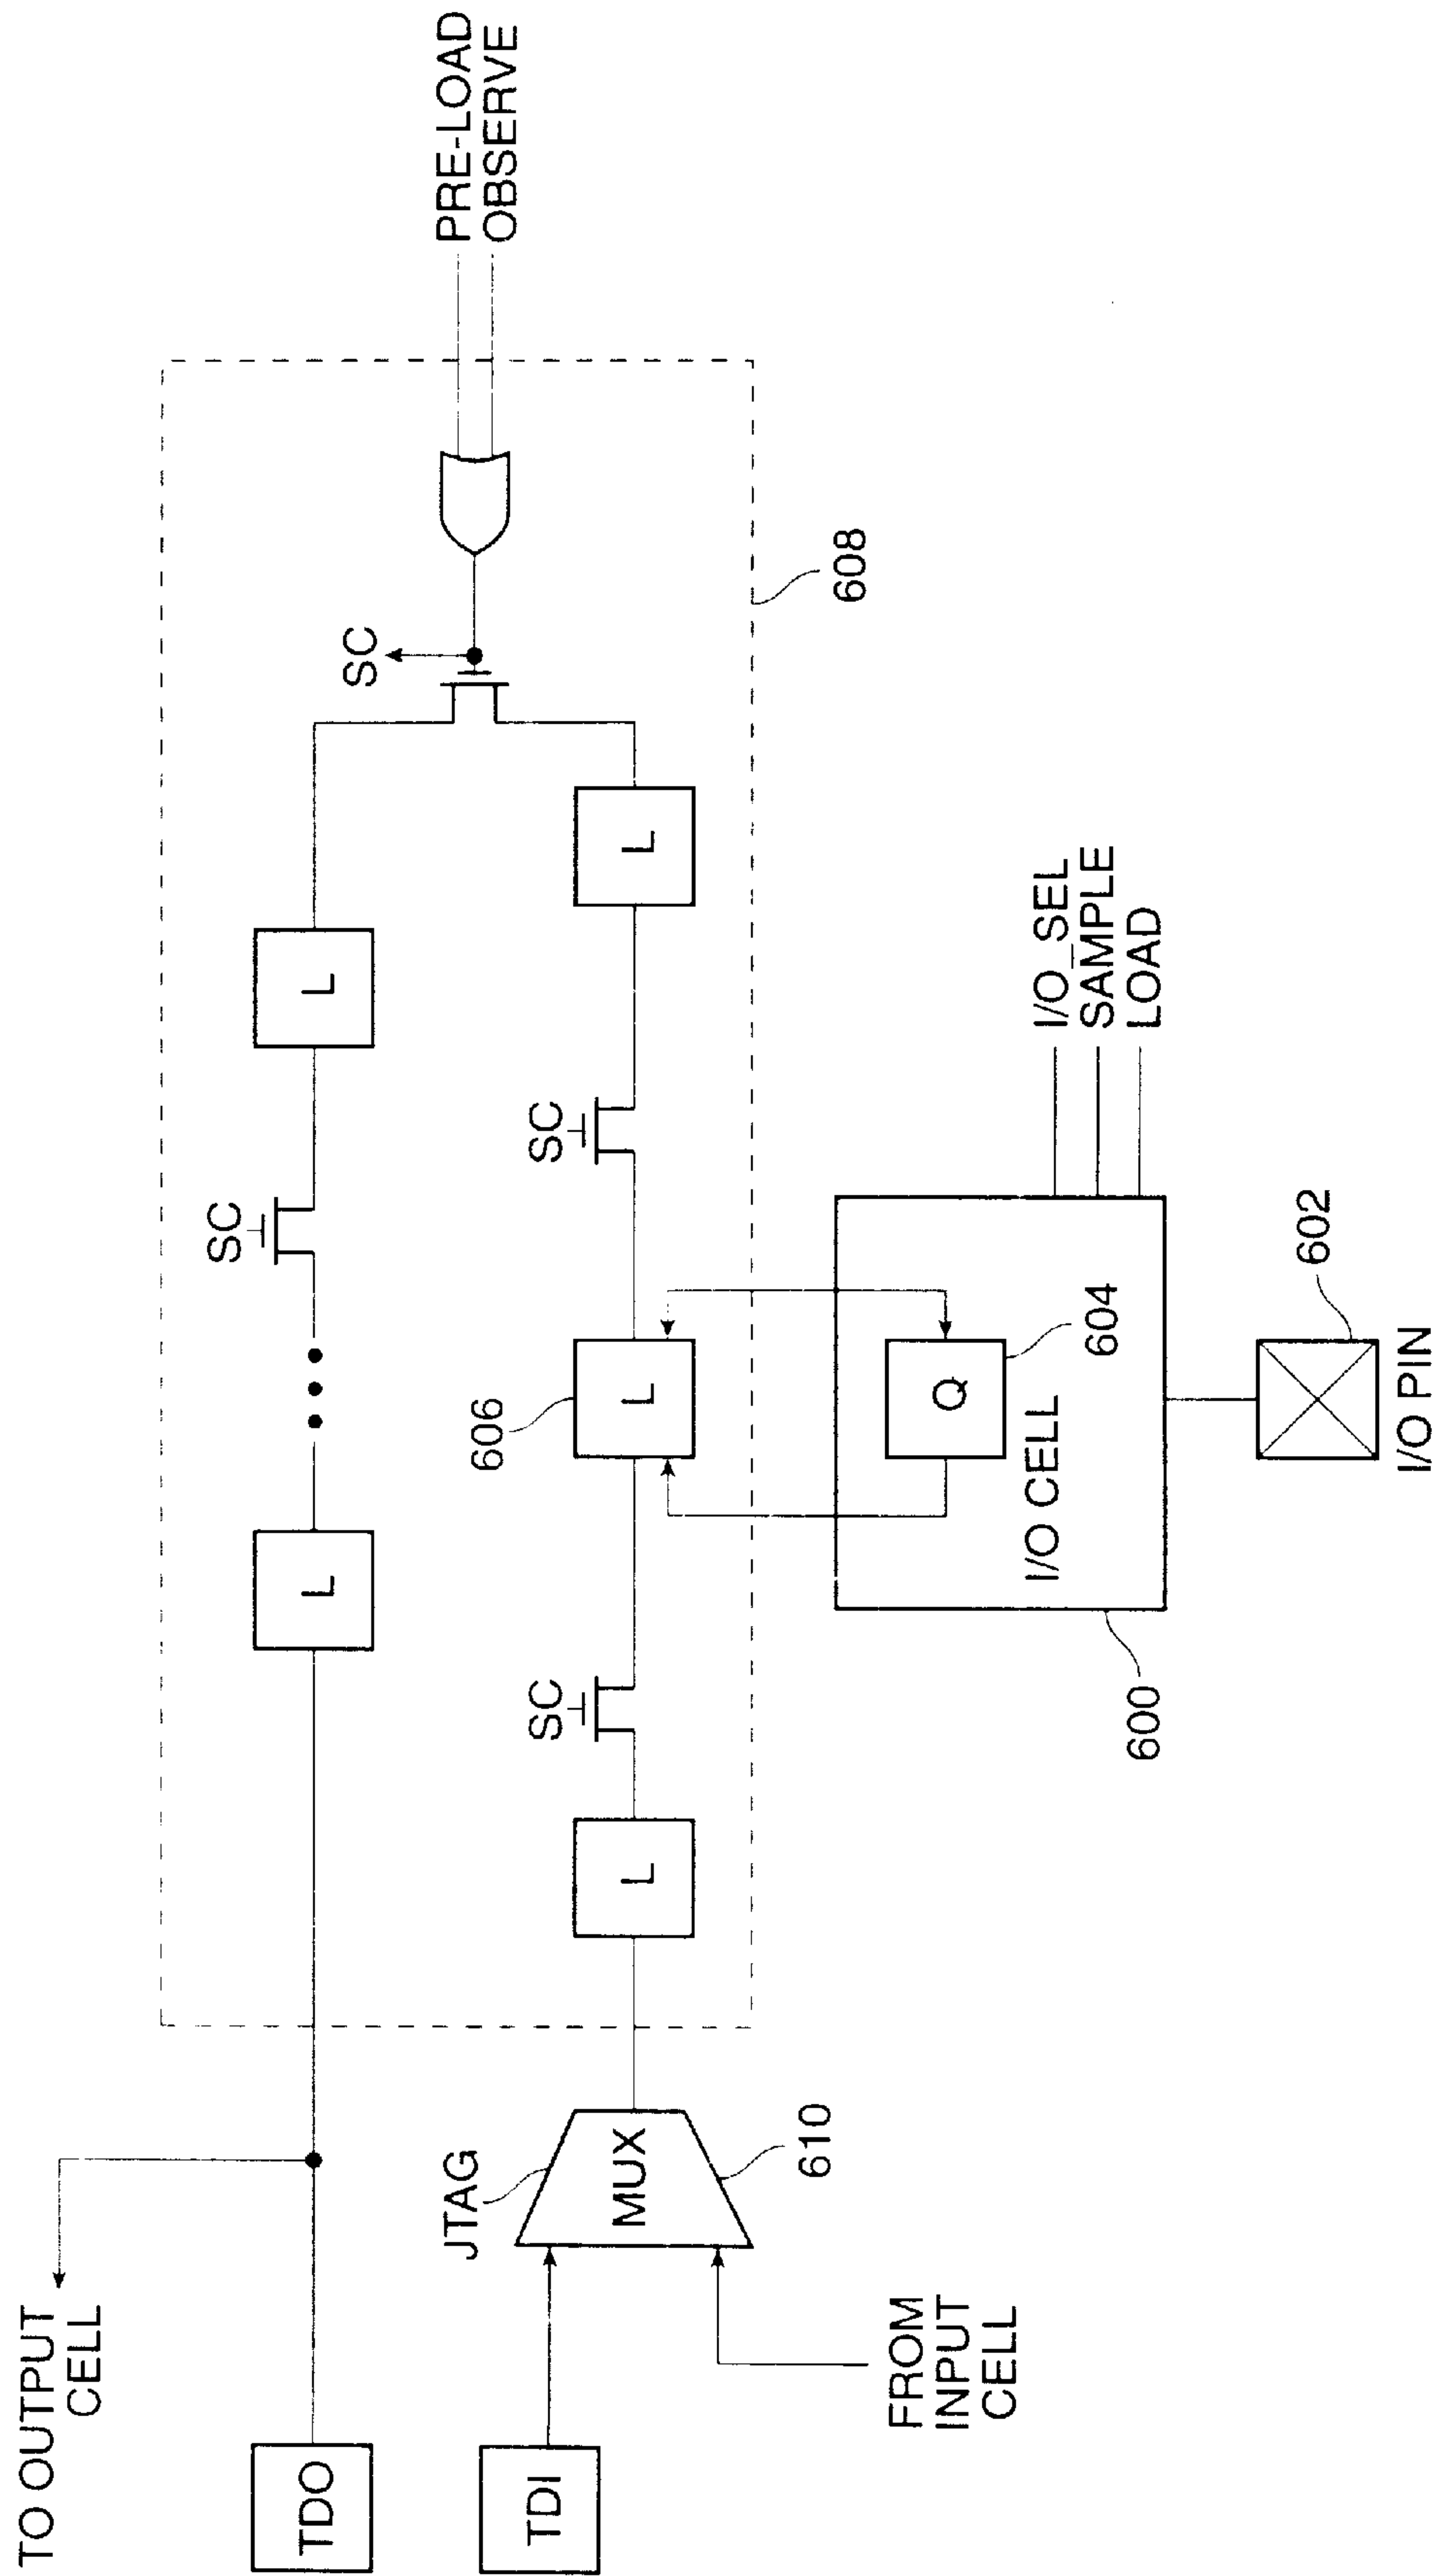 TO OUTPUT
CELL
TDO
TDI
JTAG
MUX
610
FROM
INPUT
CELL
L
SC
L
606
SC
L
L
SC
L
SC
PRE-LOAD
OBSERVE
608
Q
604
I/O CELL
600
I/O_SEL
SAMPLE
LOAD
602
I/O PIN